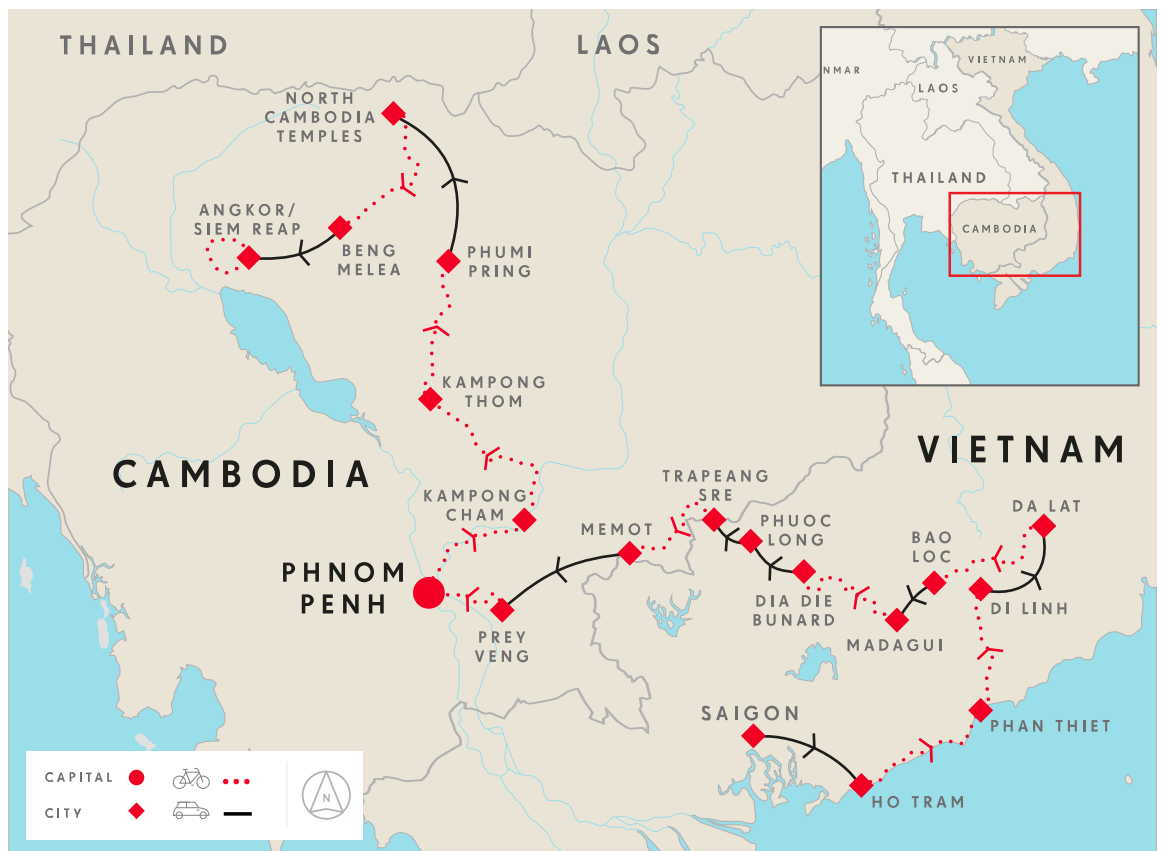 THAILAND
LAOS
NMAR
VIETNAM
LAOS
THAILAND
CAMBODIA
NORTH
CAMBODIA
TEMPLES
ANGKOR/
SIEM REAP
BENG
MELEA
PHUMI
PRING
KAMPONG
THOM
CAMBODIA
VIETNAM
KAMPONG
CHAM
TRAPEANG
SRE
MEMOT
PHUOC
LONG
DA LAT
BAO
LOC
PHNOM
PENH
DIA DIE
BUNARD
DI LINH
MADAGUI
PREY
VENG
SAIGON
PHAN THIET
HO TRAM
CAPITAL
CITY
N